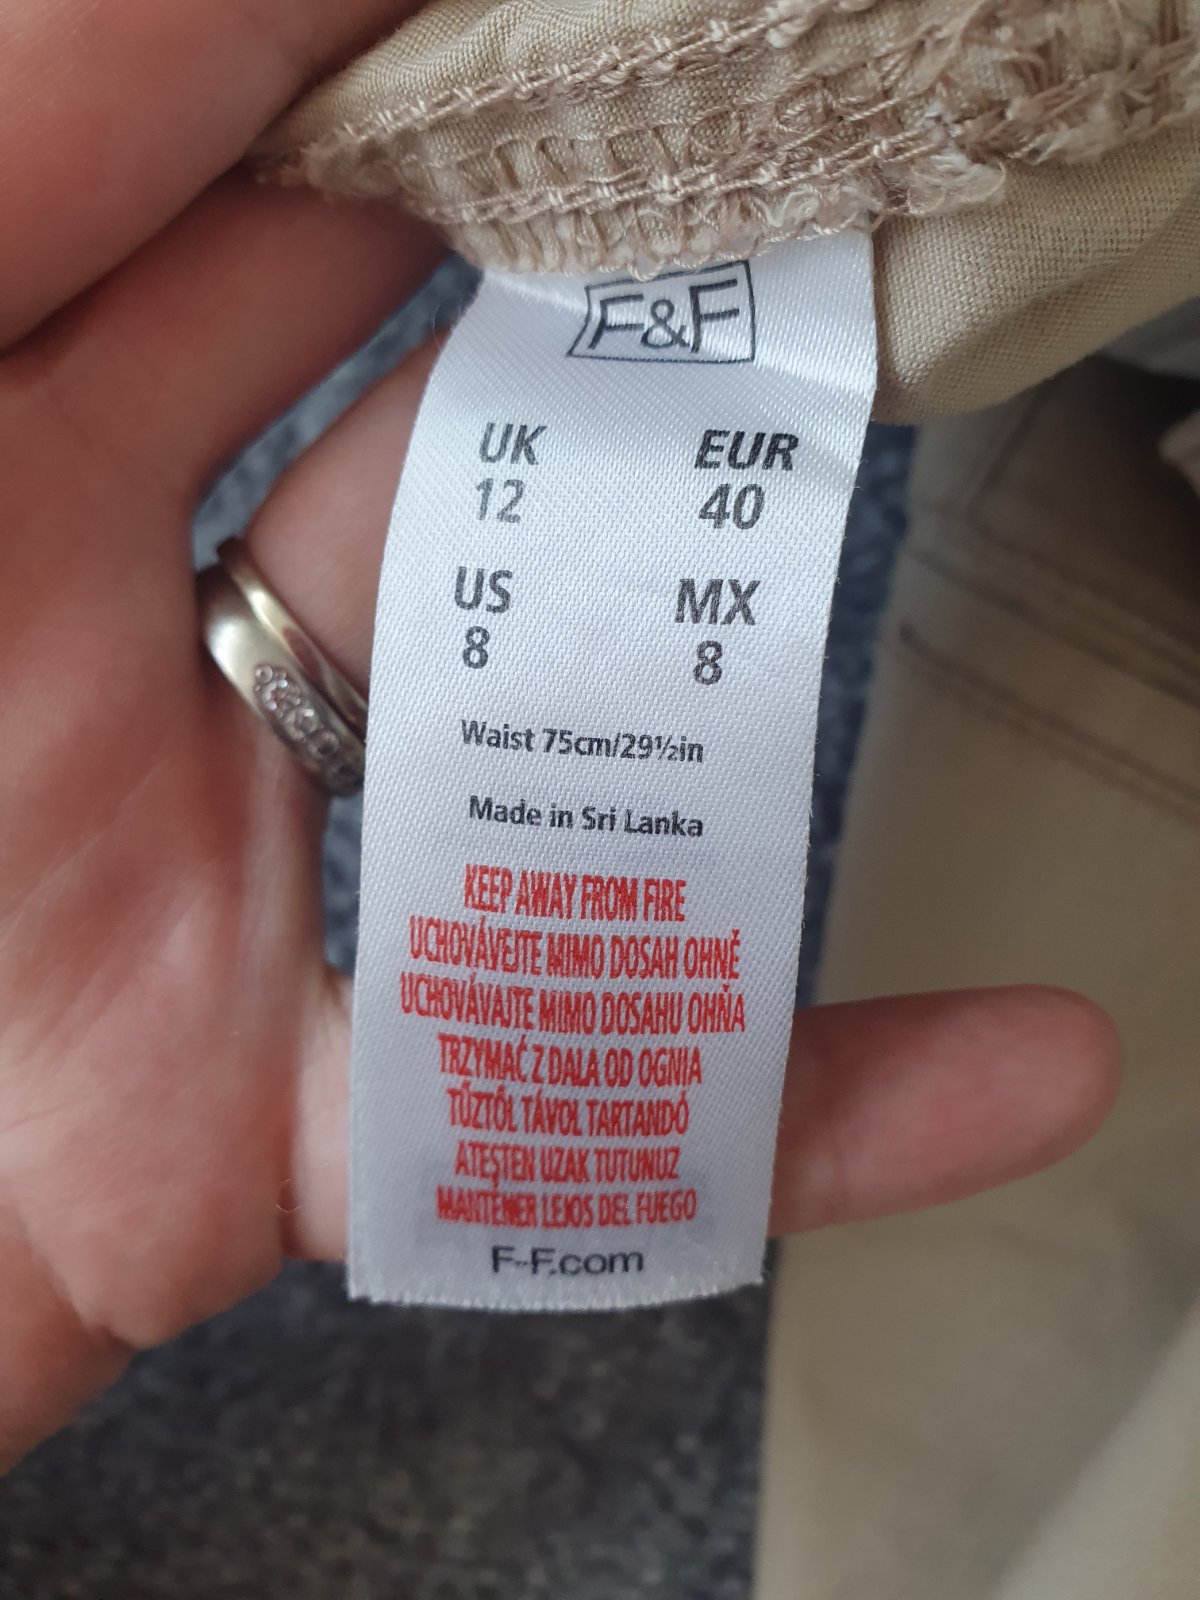 F&F
UK EUR
12 40
US MX
8 8
Waist 75cm/29½in
Made in Sri Lanka
KEEP AWAY FROM FIRE
UCHOVÁVEJTE MIMO DOSAH OHNĚ
UCHOVÁVAJTE MIMO DOSAHU OHŇA
TRZYMAĆ Z DALA OD OGNIA
TŰZTŐL TÁVOL TARTANDÓ
ATEŞTEN UZAK TUTUNUZ
MANTENER LEJOS DEL FUEGO
F-F.com